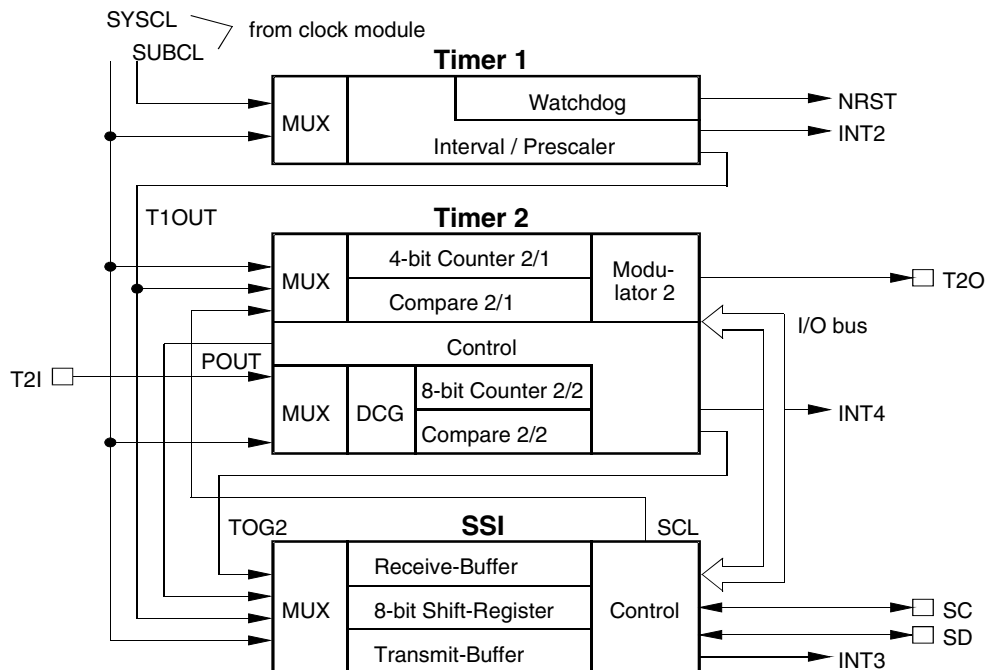 SYSCL
from clock module
SUBCL
Timer 1
Watchdog
NRST
MUX
INT2
Interval / Prescaler
T1OUT
Timer 2
4-bit Counter 2/1
Modu-
lator 2
MUX
T2O
Compare 2/1
I/O bus
Control
POUT
T2I
8-bit Counter 2/2
MUX
DCG
INT4
Compare 2/2
TOG2
SSI
SCL
Receive-Buffer
MUX
8-bit Shift-Register
Control
SC
SD
Transmit-Buffer
INT3